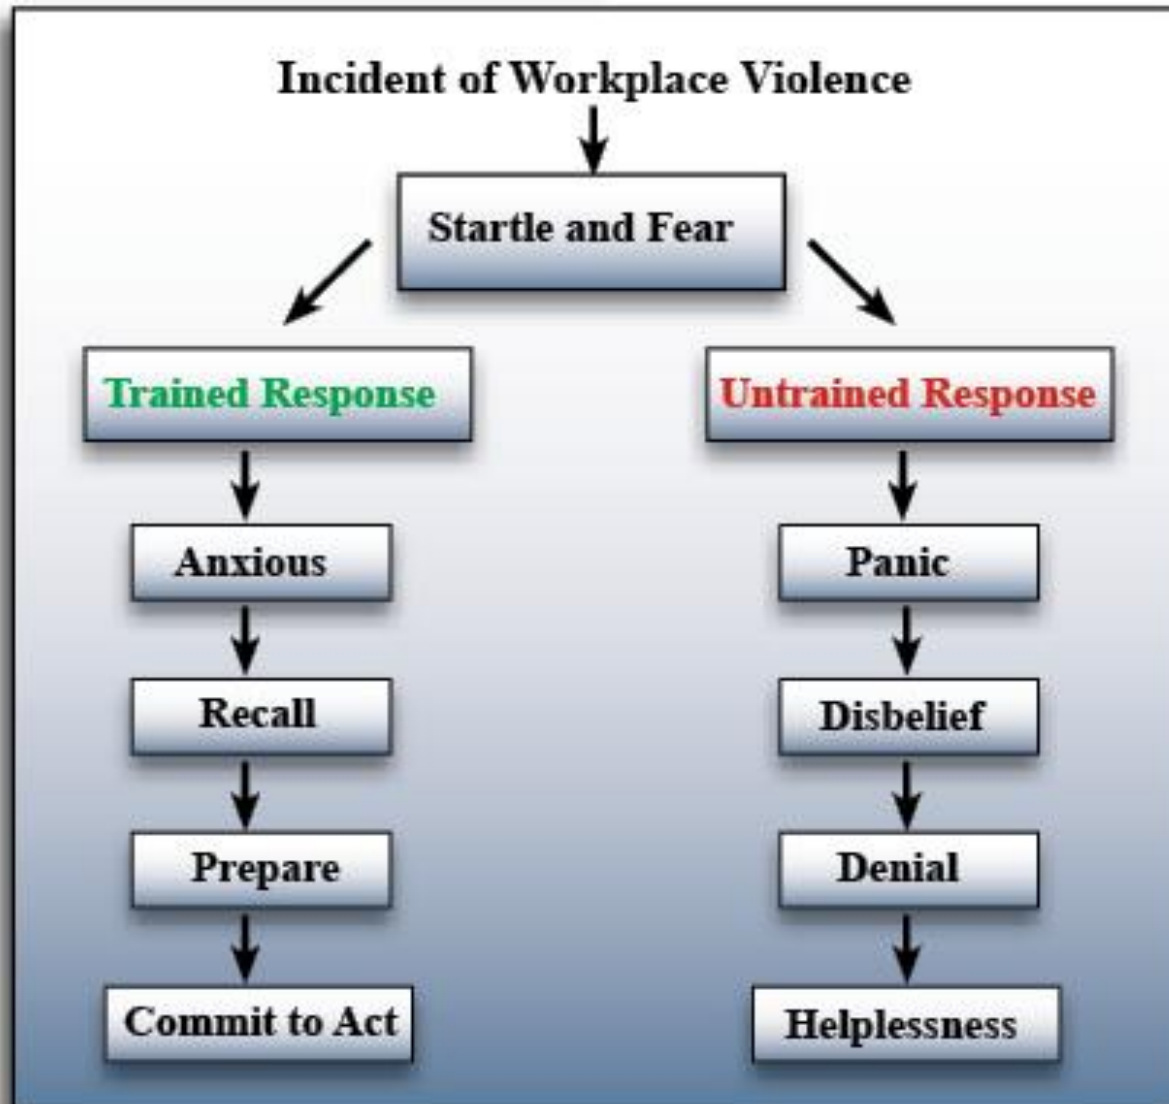 Incident of Workplace Violence
Startle and Fear
Trained Response
Anxious
Recall
Prepare
Commit to Act
Untrained Response
Panic
Disbelief
Denial
Helplessness